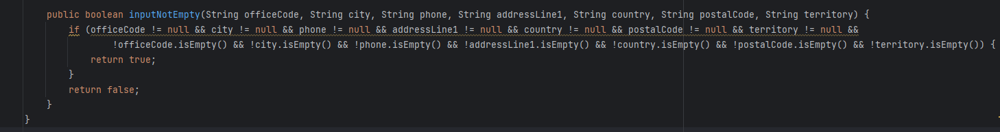 public boolean inputNotEmpty(String officeCode, String city, String phone, String addressLine1, String country, String postalCode, String territory) {
if (officeCode != null && city != null && phone != null && addressLine1 != null && country != null && postalCode != null && territory != null &&
!officeCode.isEmpty() && !city.isEmpty() && !phone.isEmpty() && !addressLine1.isEmpty() && !country.isEmpty() && !postalCode.isEmpty() && !territory.isEmpty()) {
return true;
}
return false;
}
}